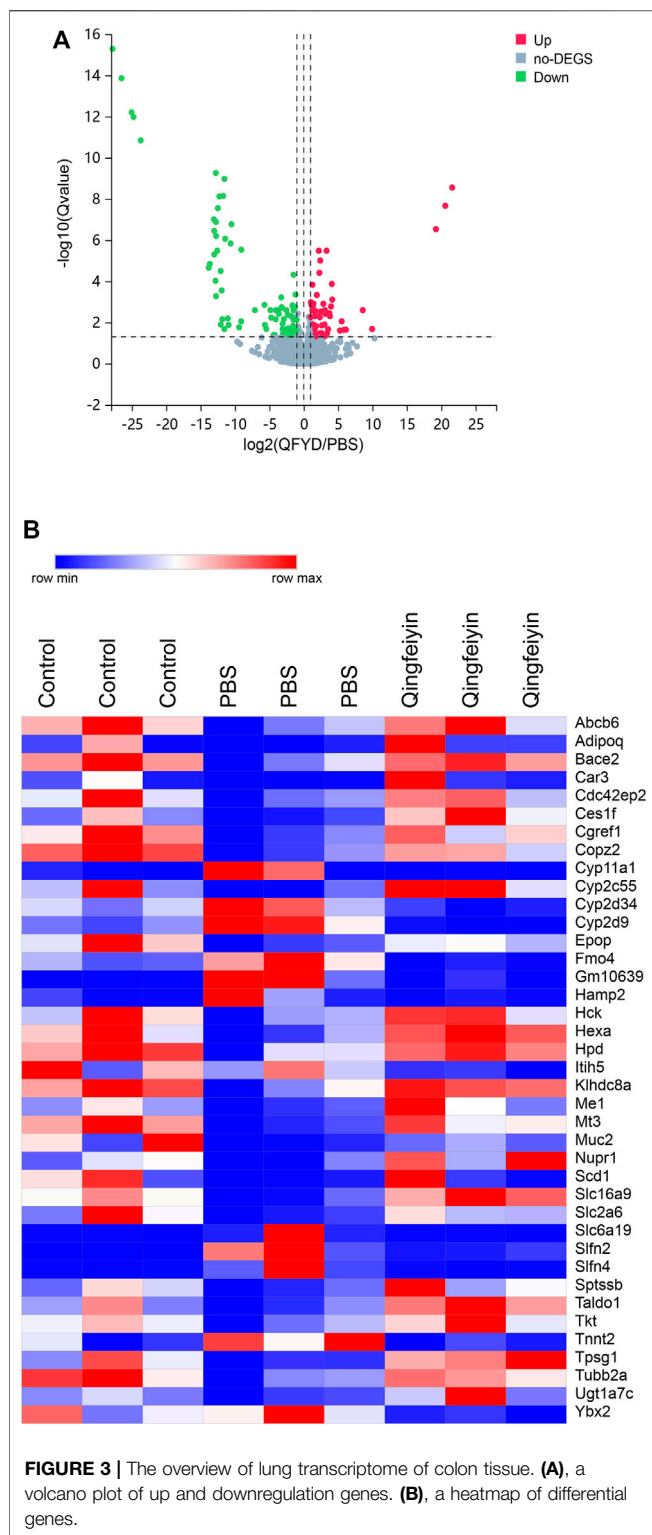 A
Up
no-DEGS
Down
16
14
12
10
8
6
4
2
0
-2
-log10(Qvalue)
-25 -20 -15 -10 -5 0 5 10 15 20 25
log2(QFYD/PBS)
B
row min row max
Control Control Control PBS PBS PBS Qingfeiyin Qingfeiyin Qingfeiyin
Abcb6
Adipoq
Bace2
Car3
Cdc42ep2
Ces1f
Cgref1
Copz2
Cyp11a1
Cyp2c55
Cyp2d34
Cyp2d9
Epop
Fmo4
Gm10639
Hamp2
Hck
Hexa
Hpd
Itih5
Klhdc8a
Me1
Mt3
Muc2
Nupr1
Scd1
Slc16a9
Slc2a6
Slc6a19
Slfn2
Slfn4
Sptssb
Taldo1
Tkt
Tnnt2
Tpsg1
Tubb2a
Ugt1a7c
Ybx2
FIGURE 3 | The overview of lung transcriptome of colon tissue. (A), a
volcano plot of up and downregulation genes. (B), a heatmap of differential
genes.